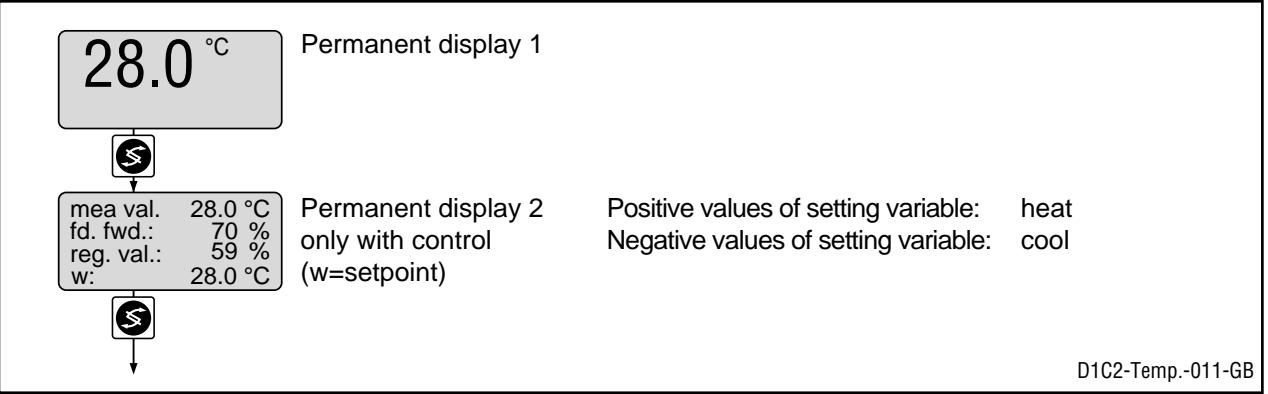 28.0 °C
Permanent display 1
mea val. 28.0 °C
fd. fwd.: 70 %
reg. val.: 59 %
w: 28.0 °C
Permanent display 2
only with control
(w=setpoint)
Positive values of setting variable: heat
Negative values of setting variable: cool
D1C2-Temp.-011-GB